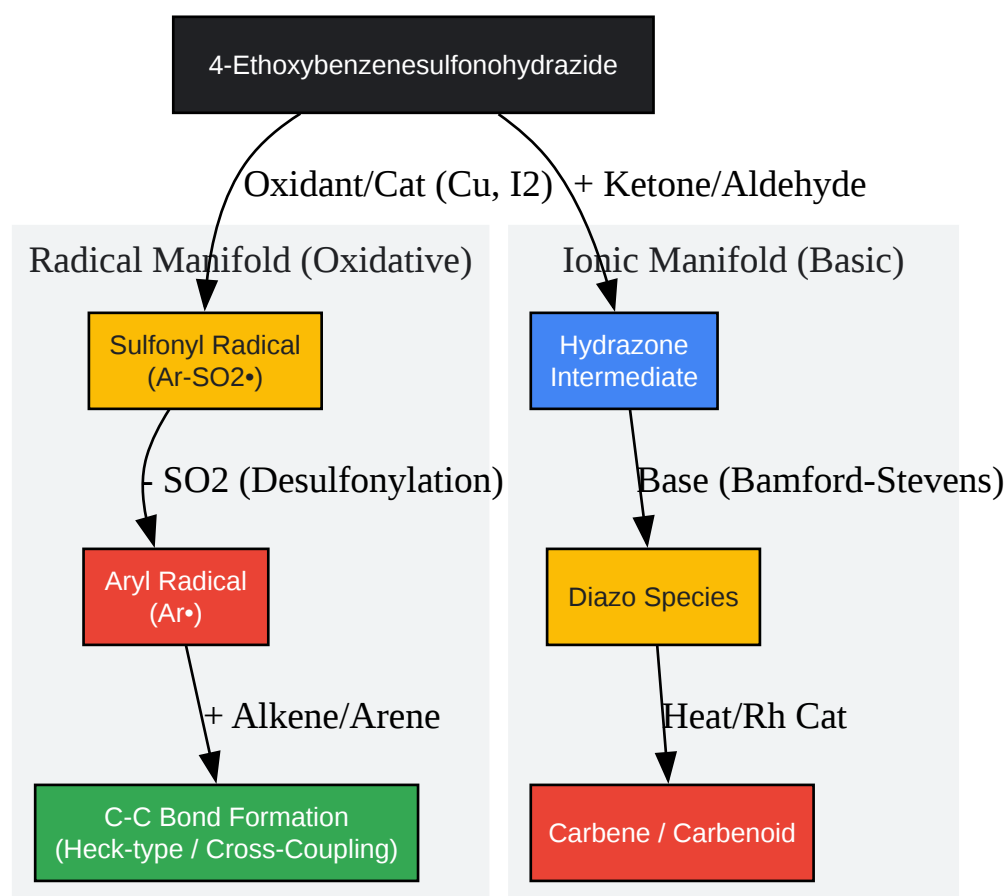 4-Ethoxybenzenesulfonohydrazide
Oxidant/Cat (Cu, I2)
+ Ketone/Aldehyde
Radical Manifold (Oxidative)
Ionic Manifold (Basic)
Sulfonyl Radical
(Ar-SO2•)
Hydrazone
Intermediate
- SO2 (Desulfonylation)
Base (Bamford-Stevens)
Aryl Radical
(Ar•)
Diazo Species
+ Alkene/Arene
Heat/Rh Cat
C-C Bond Formation
(Heck-type / Cross-Coupling)
Carbene / Carbenoid